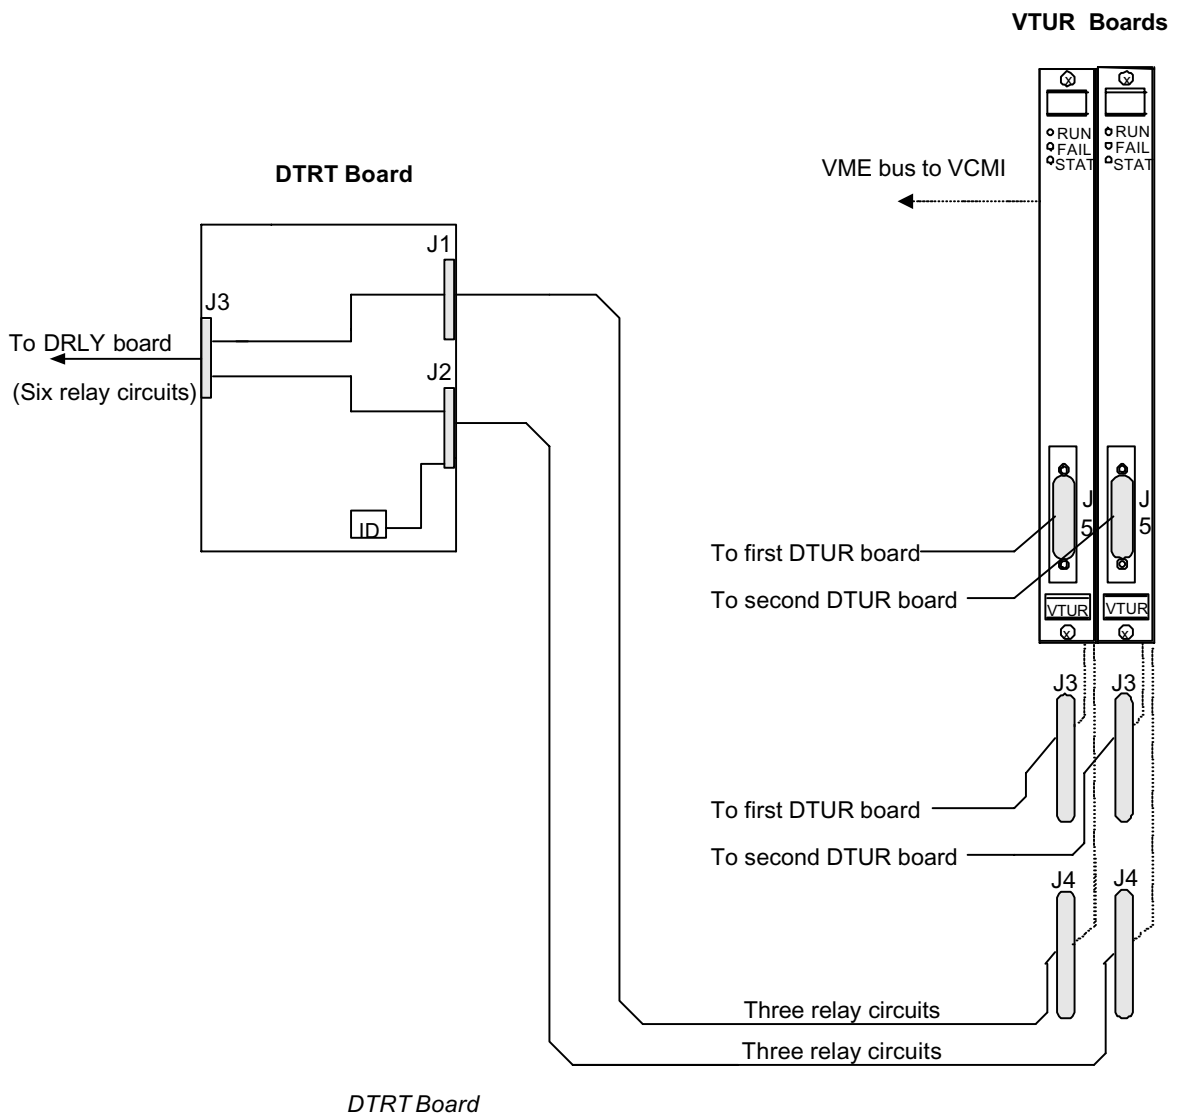 VTUR Boards
RUN
FAIL
STAT
RUN
FAIL
STAT
VME bus to VCMI
DTRT Board
J1
J3
To DRLY board
(Six relay circuits)
J2
ID
J
5
J
5
To first DTUR board
To second DTUR board
VTUR
VTUR
J3
J3
To first DTUR board
To second DTUR board
J4
J4
Three relay circuits
Three relay circuits
DTRT Board